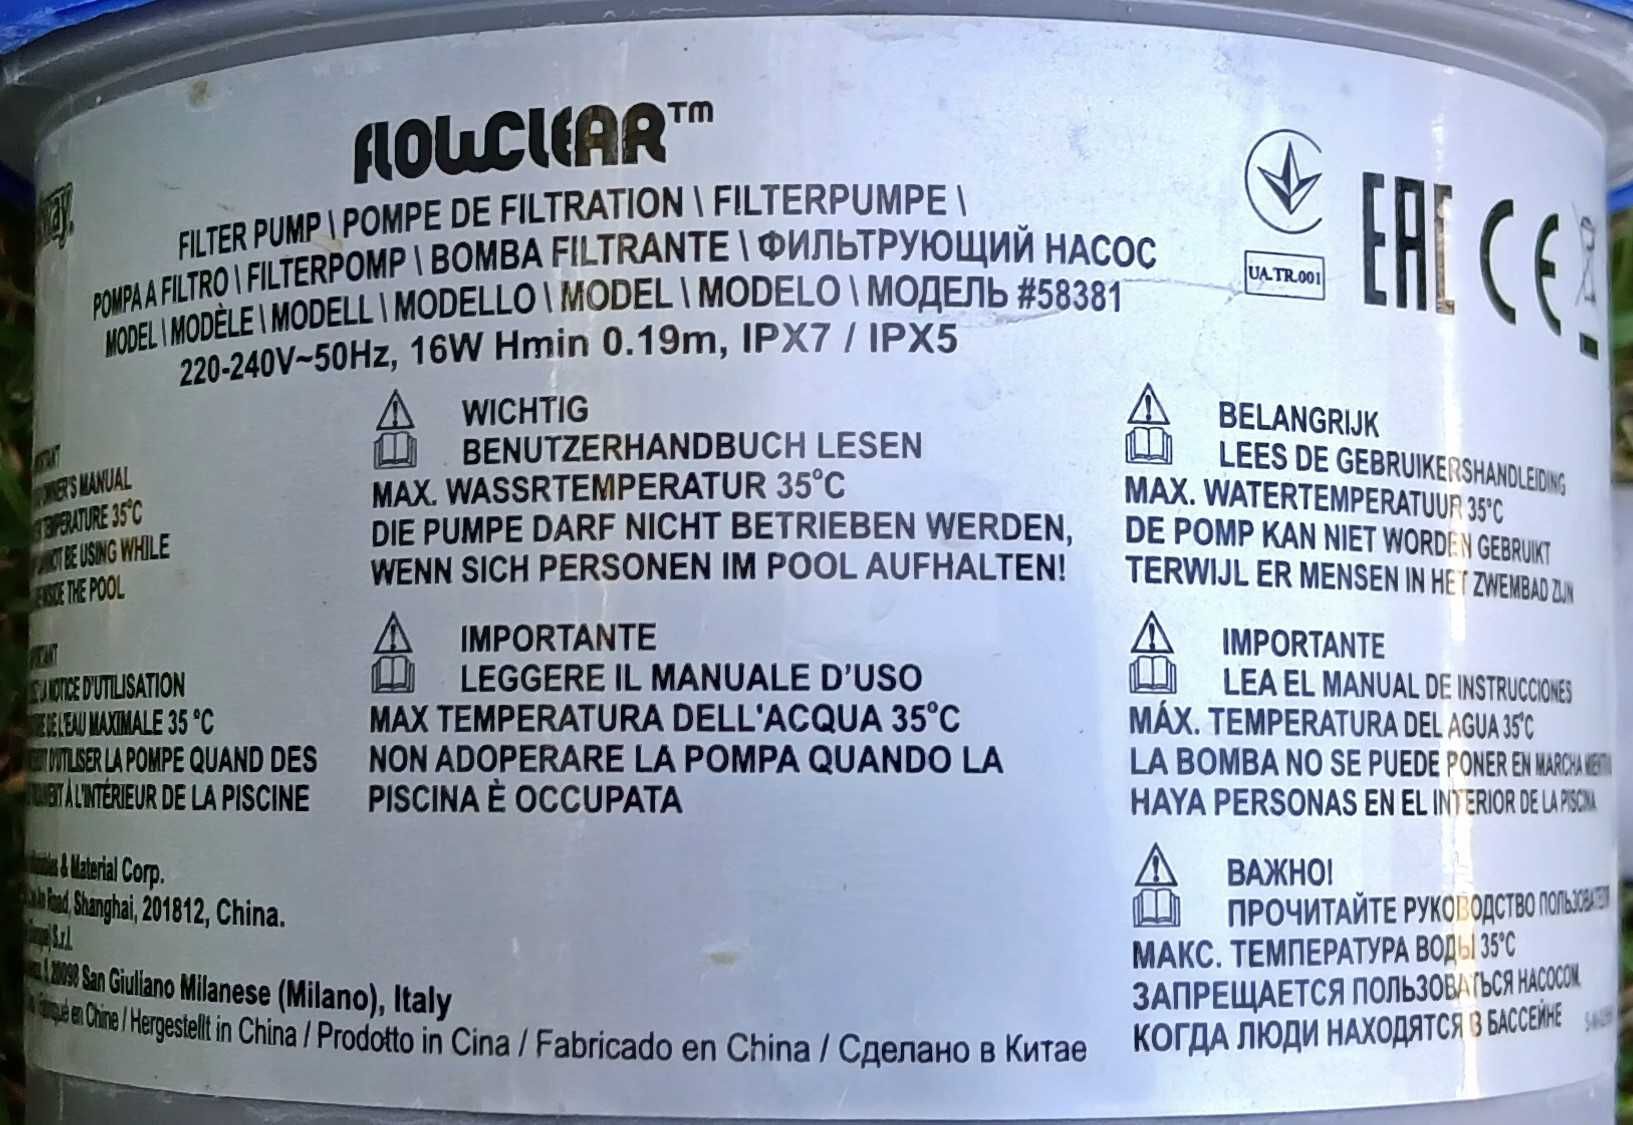 FLOWCLEAR™
FILTER PUMP \ POMPE DE FILTRATION \ FILTERPUMPE \
POMPA A FILTRO \ FILTERPOMP \ BOMBA FILTRANTE \ ФИЛЬТРУЮЩИЙ НАСОС
MODEL \ MODÈLE \ MODELL \ MODELLO \ MODEL \ MODELO \ МОДЕЛЬ #58381
220-240V~50Hz, 16W Hmin 0.19m, IPX7 / IPX5
UA.TR.001
EAC CE
OWNER'S MANUAL
TEMPERATURE 35°C
BE USING WHILE
INSIDE THE POOL
NOTICE D'UTILISATION
DE L'EAU MAXIMALE 35 °C
D'UTILISER LA POMPE QUAND DES
À L'INTÉRIEUR DE LA PISCINE
& Material Corp.
Road, Shanghai, 201812, China.
S.r.l.
20098 San Giuliano Milanese (Milano), Italy
en Chine / Hergestellt in China / Prodotto in Cina / Fabricado en China / Сделано в Китае
WICHTIG
BENUTZERHANDBUCH LESEN
MAX. WASSRTEMPERATUR 35°C
DIE PUMPE DARF NICHT BETRIEBEN WERDEN,
WENN SICH PERSONEN IM POOL AUFHALTEN!
IMPORTANTE
LEGGERE IL MANUALE D'USO
MAX TEMPERATURA DELL'ACQUA 35°C
NON ADOPERARE LA POMPA QUANDO LA
PISCINA È OCCUPATA
BELANGRIJK
LEES DE GEBRUIKERSHANDLEIDING
MAX. WATERTEMPERATUUR 35°C
DE POMP KAN NIET WORDEN GEBRUIKT
TERWIJL ER MENSEN IN HET ZWEMBAD ZIJN
IMPORTANTE
LEA EL MANUAL DE INSTRUCCIONES
MÁX. TEMPERATURA DEL AGUA 35°C
LA BOMBA NO SE PUEDE PONER EN MARCHA
HAYA PERSONAS EN EL INTERIOR DE LA PISCINA
ВАЖНО!
ПРОЧИТАЙТЕ РУКОВОДСТВО
МАКС. ТЕМПЕРАТУРА ВОДЫ 35°C
ЗАПРЕЩАЕТСЯ ПОЛЬЗОВАТЬСЯ НАСОСОМ,
КОГДА ЛЮДИ НАХОДЯТСЯ В БАССЕЙНЕ